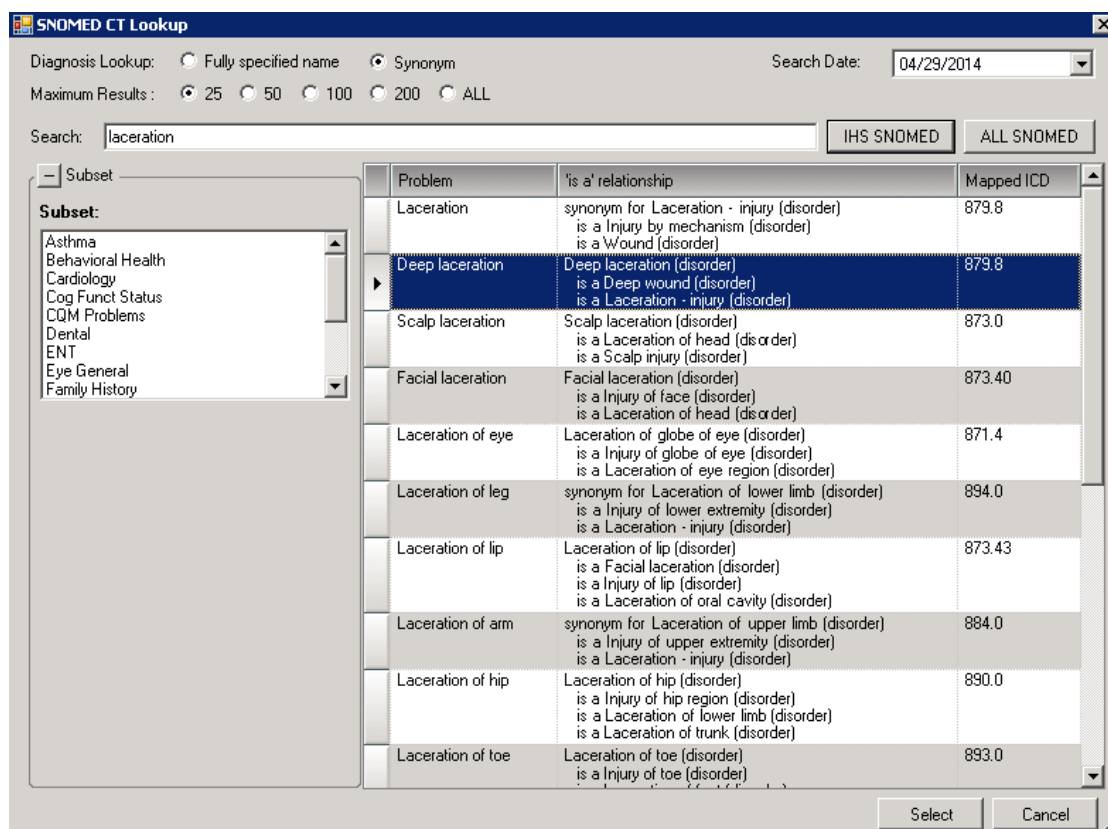 SNOMED CT Lookup
Diagnosis Lookup: Fully specified name Synonym Search Date: 04/29/2014
Maximum Results : 25 50 100 200 ALL
Search: laceration IHS SNOMED ALL SNOMED
Subset
Subset:
Asthma
Behavioral Health
Cardiology
Cog Funct Status
CQM Problems
Dental
ENT
Eye General
Family History
Problem 'is a' relationship Mapped ICD
Laceration synonym for Laceration - injury (disorder) 879.8
is a Injury by mechanism (disorder)
is a Wound (disorder)
Deep laceration Deep laceration (disorder) 879.8
is a Deep wound (disorder)
is a Laceration - injury (disorder)
Scalp laceration Scalp laceration (disorder) 873.0
is a Laceration of head (disorder)
is a Scalp injury (disorder)
Facial laceration Facial laceration (disorder) 873.40
is a Injury of face (disorder)
is a Laceration of head (disorder)
Laceration of eye Laceration of globe of eye (disorder) 871.4
is a Injury of globe of eye (disorder)
is a Laceration of eye region (disorder)
Laceration of leg synonym for Laceration of lower limb (disorder) 894.0
is a Injury of lower extremity (disorder)
is a Laceration - injury (disorder)
Laceration of lip Laceration of lip (disorder) 873.43
is a Facial laceration (disorder)
is a Injury of lip (disorder)
is a Laceration of oral cavity (disorder)
Laceration of arm synonym for Laceration of upper limb (disorder) 884.0
is a Injury of upper extremity (disorder)
is a Laceration - injury (disorder)
Laceration of hip Laceration of hip (disorder) 890.0
is a Injury of hip region (disorder)
is a Laceration of lower limb (disorder)
is a Laceration of trunk (disorder)
Laceration of toe Laceration of toe (disorder) 893.0
is a Injury of toe (disorder)
Select Cancel